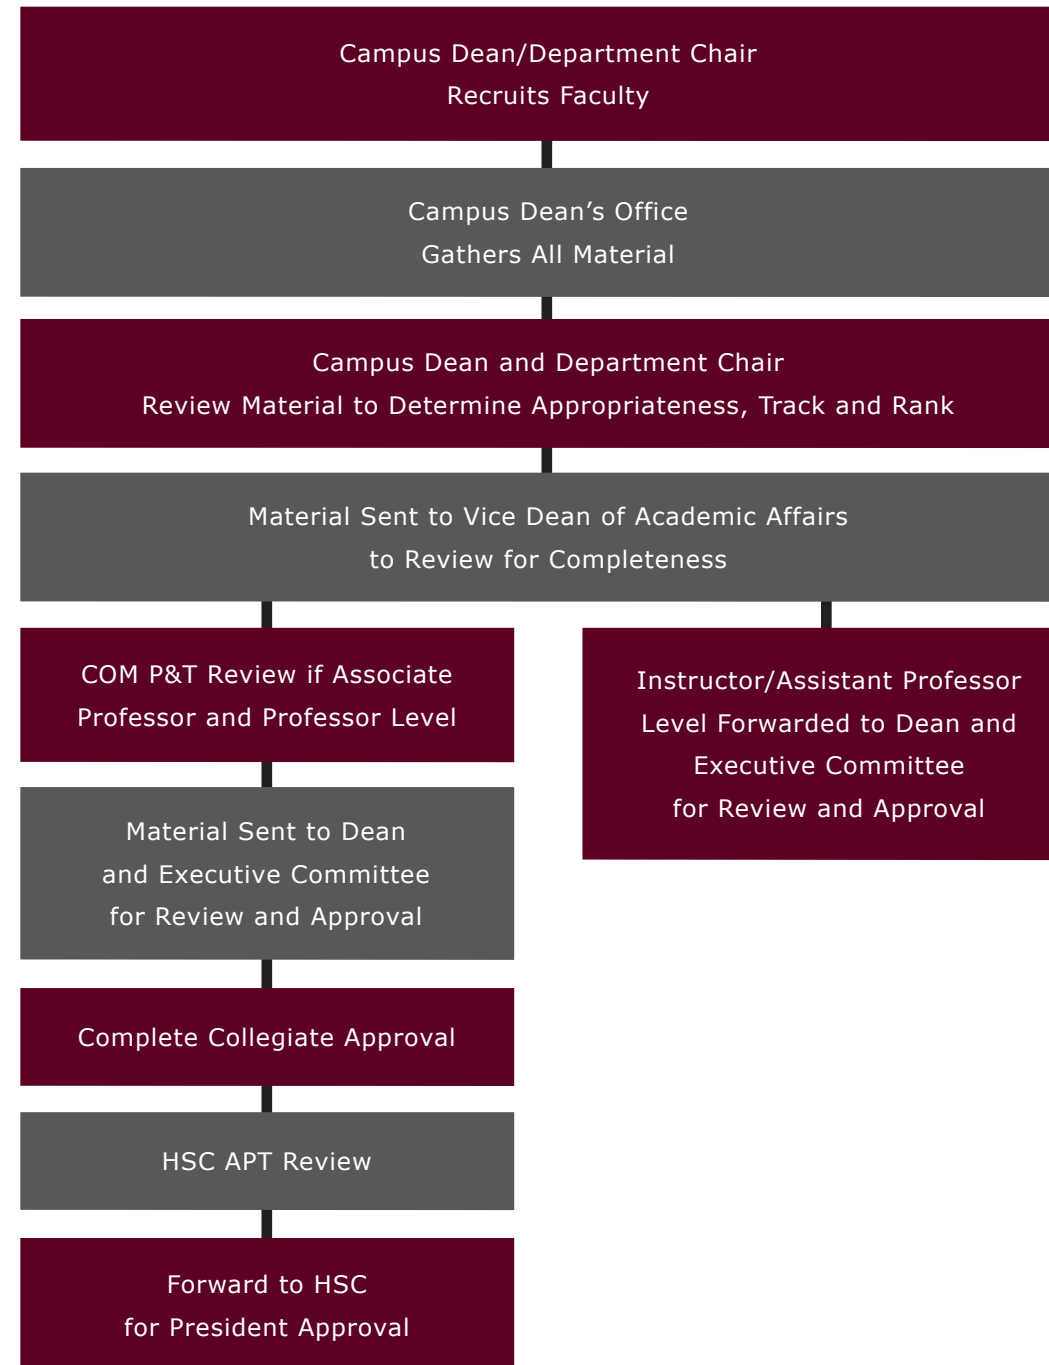 Campus Dean/Department Chair
Recruits Faculty
Campus Dean’s Office
Gathers All Material
Campus Dean and Department Chair
Review Material to Determine Appropriateness, Track and Rank
Material Sent to Vice Dean of Academic Affairs
to Review for Completeness
COM P&T Review if Associate
Professor and Professor Level
Instructor/Assistant Professor
Level Forwarded to Dean and
Executive Committee
for Review and Approval
Material Sent to Dean
and Executive Committee
for Review and Approval
Complete Collegiate Approval
HSC APT Review
Forward to HSC
for President Approval